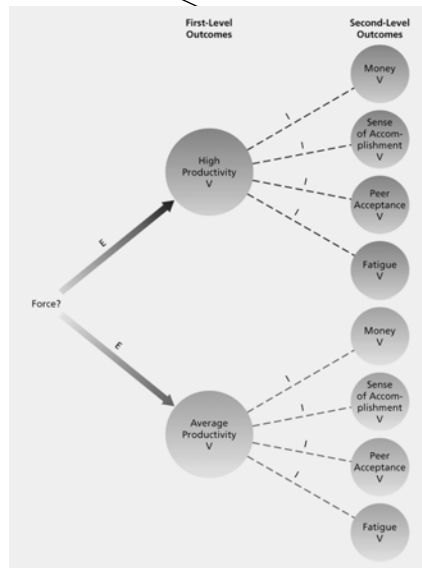 First-Level
Outcomes
Second-Level
Outcomes
Money
V
I
Sense
of Accom-
plishment
V
I
High
Productivity
V
I
Peer
Acceptance
V
I
E
Fatigue
V
Force?
Money
V
E
I
Sense
of Accom-
plishment
V
I
Average
Productivity
V
I
Peer
Acceptance
V
I
Fatigue
V